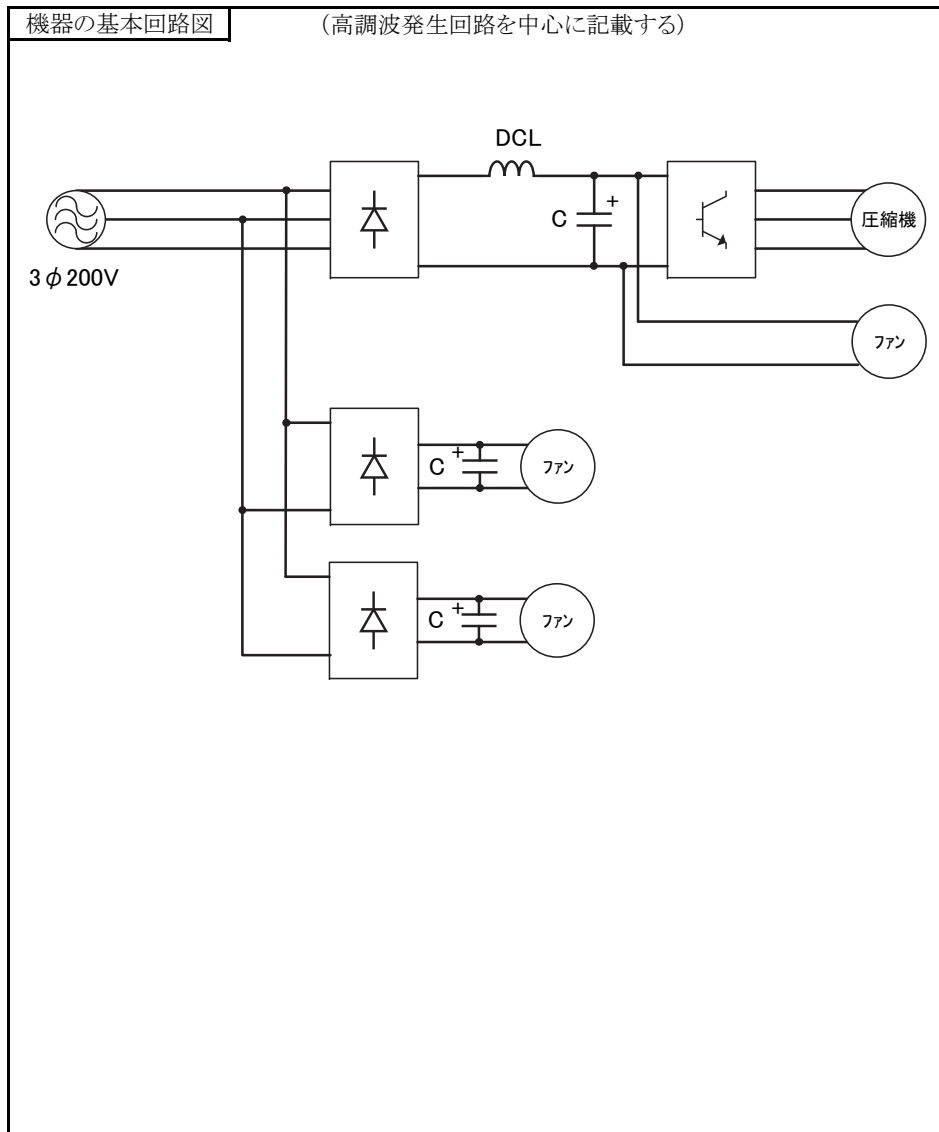 機器の基本回路図 (高調波発生回路を中心に記載する)
DCL
C +
圧縮機
3φ200V
ファン
C +
ファン
C +
ファン